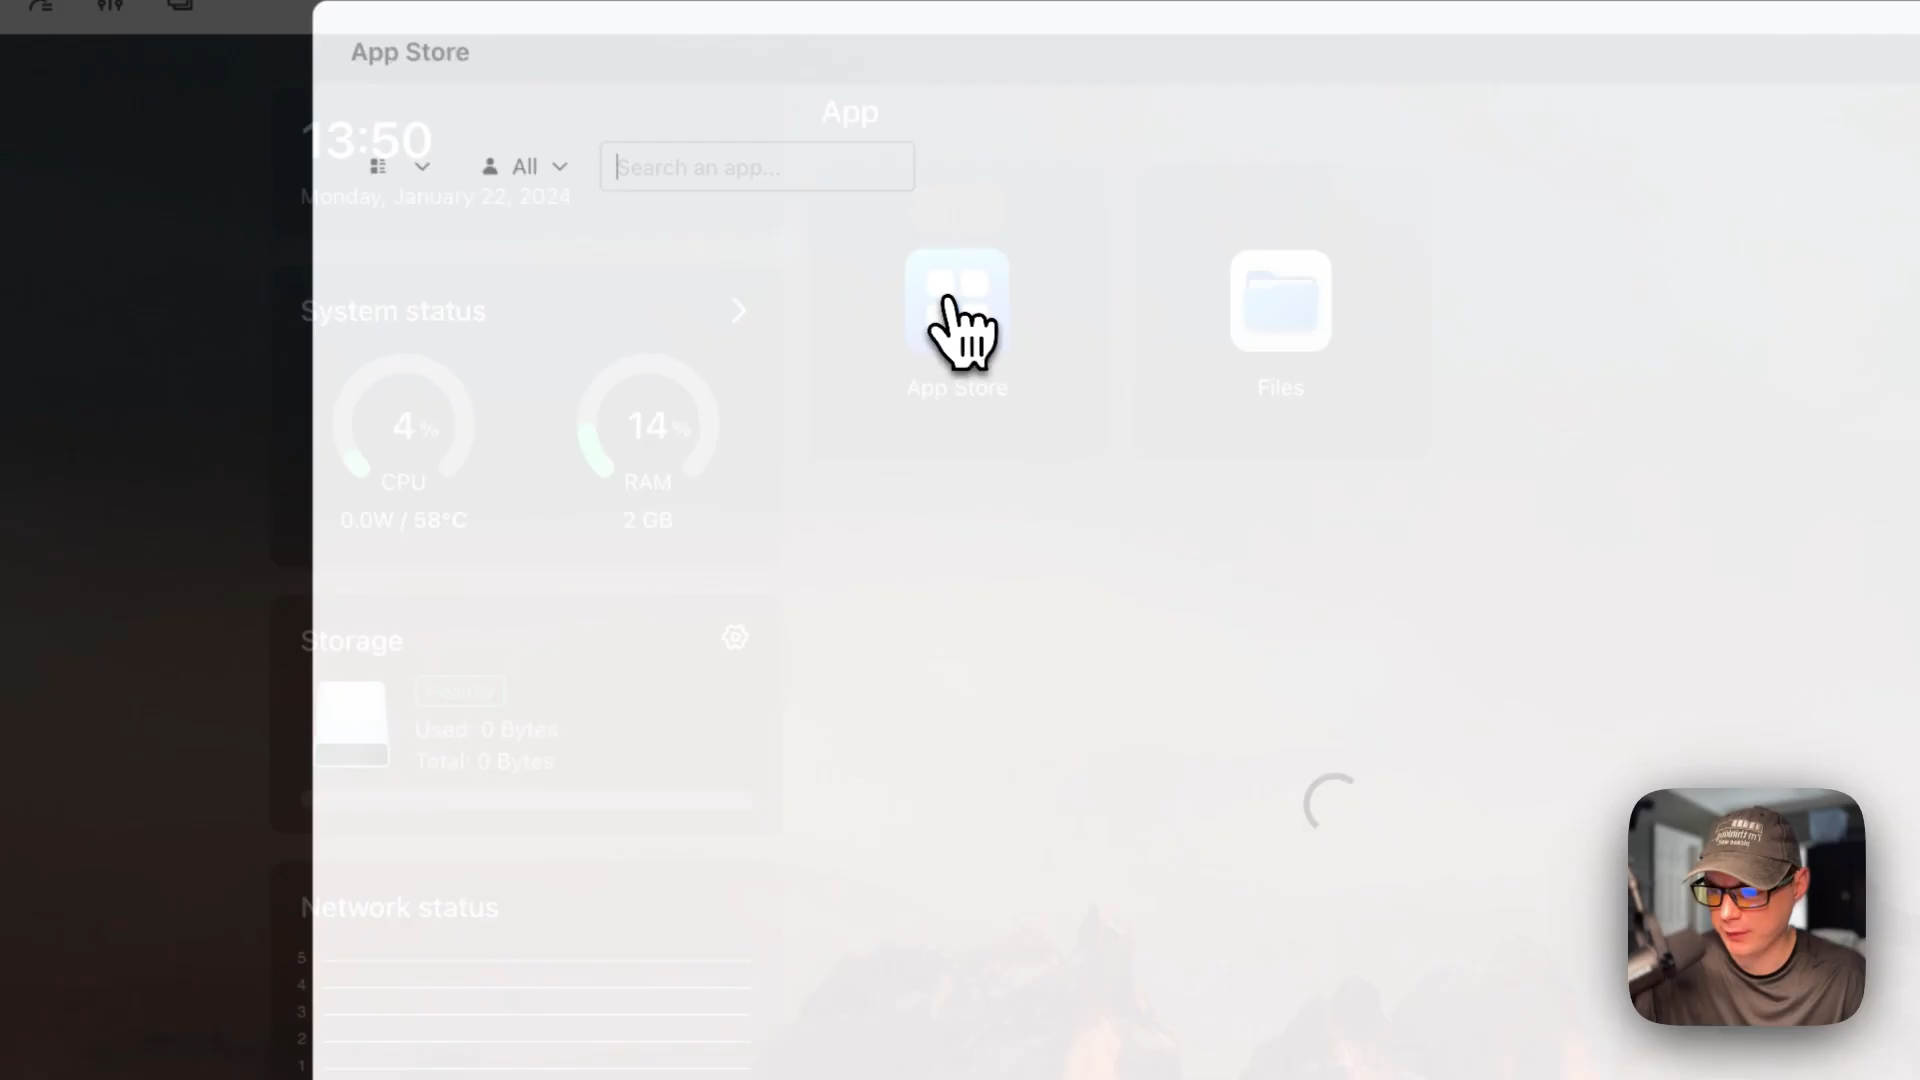 App Store
App
13:50
All
Search an app...
Monday, January 22, 2024
System status
4%
14%
CPU
RAM
0.0W / 58°C
2 GB
App Store
Files
Storage
Healthy
Used: 0 Bytes
Total: 0 Bytes
Network status
5
4
3
2
1